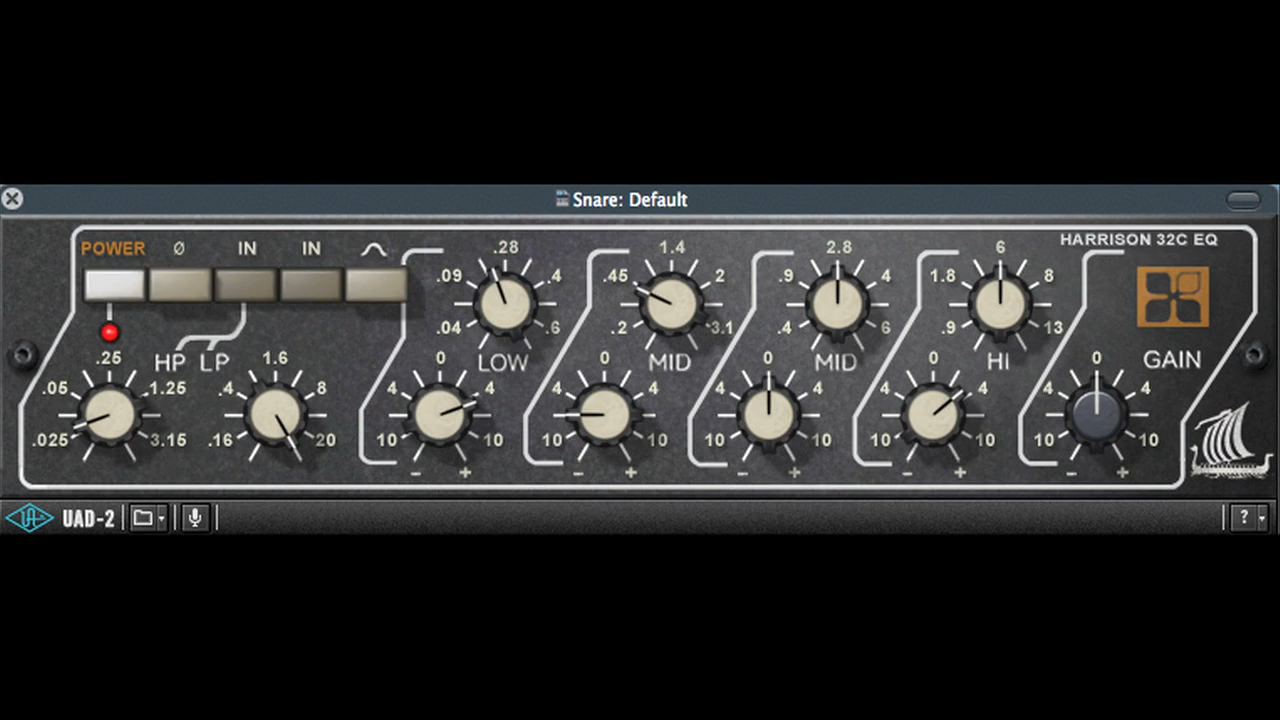 Snare: Default
POWER Ø IN IN
HARRISON 32C EQ
.28 1.4 2.8 6
.09 .4 .45 2 .9 4 1.8 8
.04 .6 .2 3.1 .4 6 .9 13
HP LP LOW MID MID HI GAIN
.25 1.6 0 0 0 0 0
.05 1.25 .4 8 4 4 4 4 4 4 4 4 4 4
.025 3.15 .16 20 10 10 10 10 10 10 10 10 10 10
- + - + - + - + - +
UAD-2 ?